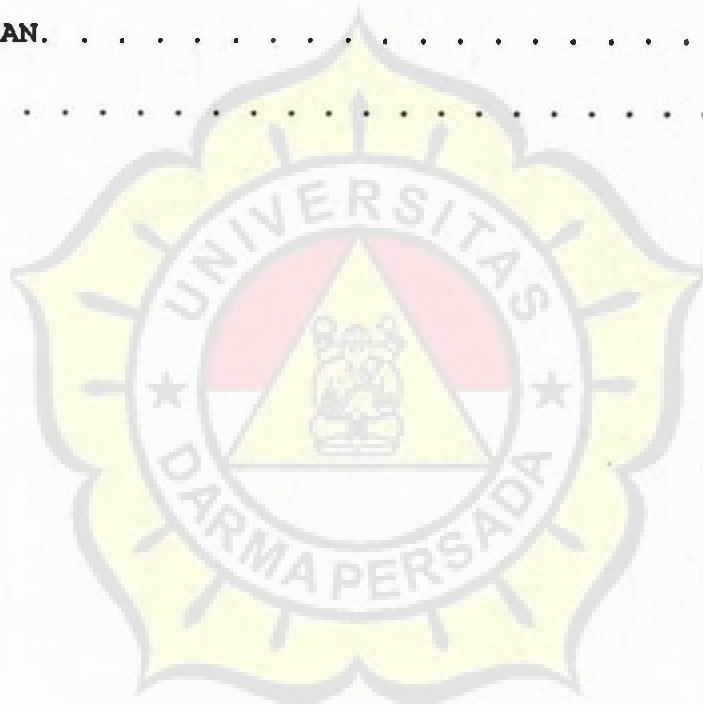 AN. . . . . . . . . . . . . . . . . .
. . . . . . . . . . . . . . . . . . .
UNIVERSITAS
DARMA PERSADA